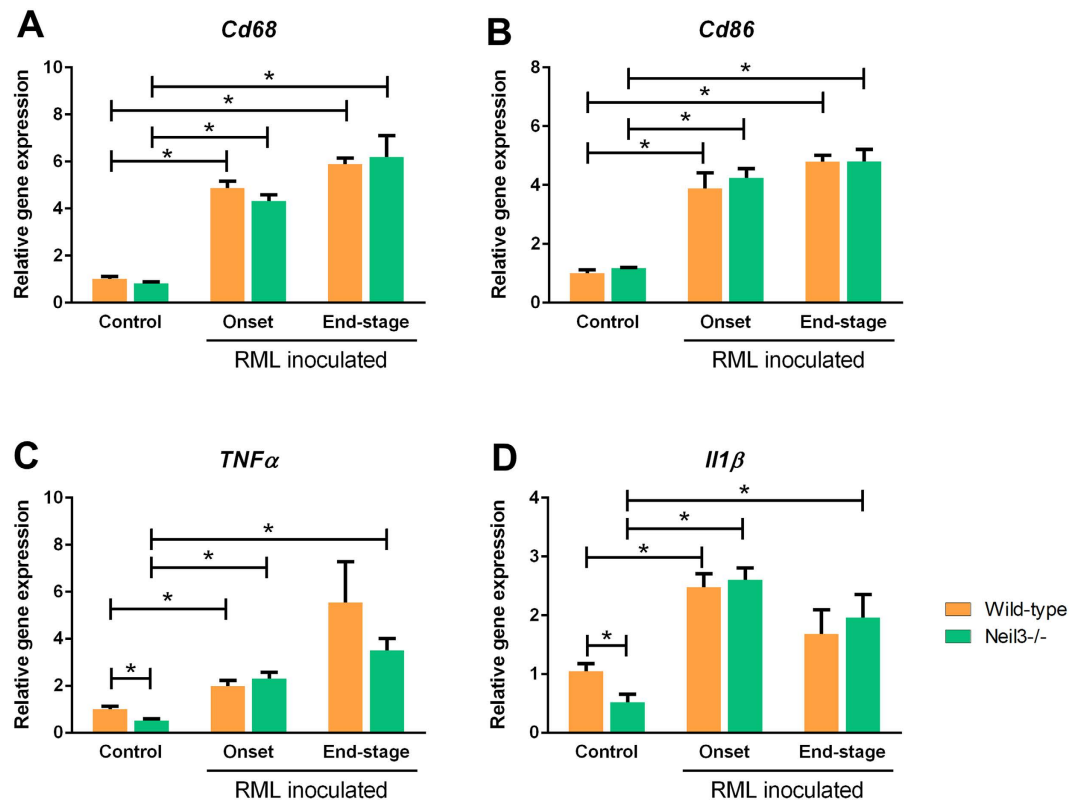 A
Cd68
Relative gene expression
10
8
6
4
2
0
*
*
*
*
Control
Onset
End-stage
RML inoculated
B
Cd86
Relative gene expression
8
6
4
2
0
*
*
*
*
Control
Onset
End-stage
RML inoculated
C
TNFα
Relative gene expression
10
8
6
4
2
0
*
*
*
*
Control
Onset
End-stage
RML inoculated
D
Il1β
Relative gene expression
4
3
2
1
0
*
*
*
*
Control
Onset
End-stage
RML inoculated
Wild-type
Neil3-/-